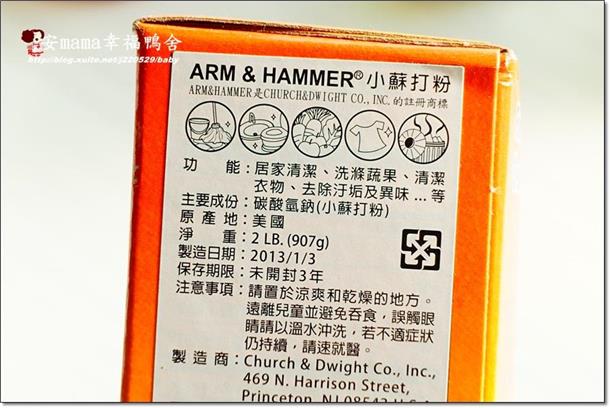 安mama幸福鴨舍
http://blog.xuite.net/j220529/baby
ARM & HAMMER®小蘇打粉
ARM&HAMMER是CHURCH&DWIGHT CO., INC. 的註冊商標
功　能：居家清潔、洗滌蔬果、清潔
衣物、去除汙垢及異味 ... 等
主要成份：碳酸氫鈉(小蘇打粉)
原 產 地：美國
淨　重：2 LB. (907g)
製造日期：2013/1/3
保存期限：未開封3年
注意事項：請置於涼爽和乾燥的地方。
遠離兒童並避免吞食，誤觸眼
睛請以溫水沖洗，若不適症狀
仍持續，請速就醫。
製 造 商：Church & Dwight Co., Inc.,
469 N. Harrison Street,
Princeton, NJ 08543 U.S.A